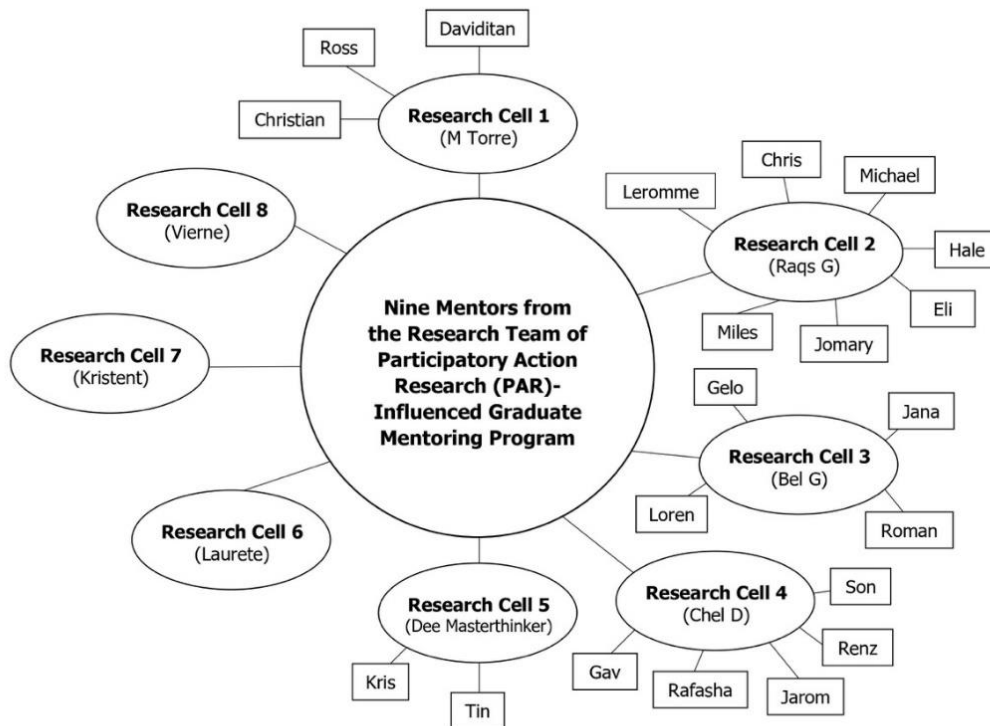 Daviditan
Ross
Christian
Research Cell 1
(M Torre)
Chris
Michael
Leromme
Research Cell 2
(Raqs G)
Hale
Eli
Miles
Jomary
Research Cell 8
(Vierne)
Nine Mentors from
the Research Team of
Participatory Action
Research (PAR)-
Influenced Graduate
Mentoring Program
Research Cell 7
(Kristent)
Gelo
Jana
Research Cell 3
(Bel G)
Loren
Roman
Research Cell 6
(Laurete)
Research Cell 4
(Chel D)
Son
Renz
Gav
Rafasha
Jarom
Research Cell 5
(Dee Masterthinker)
Kris
Tin